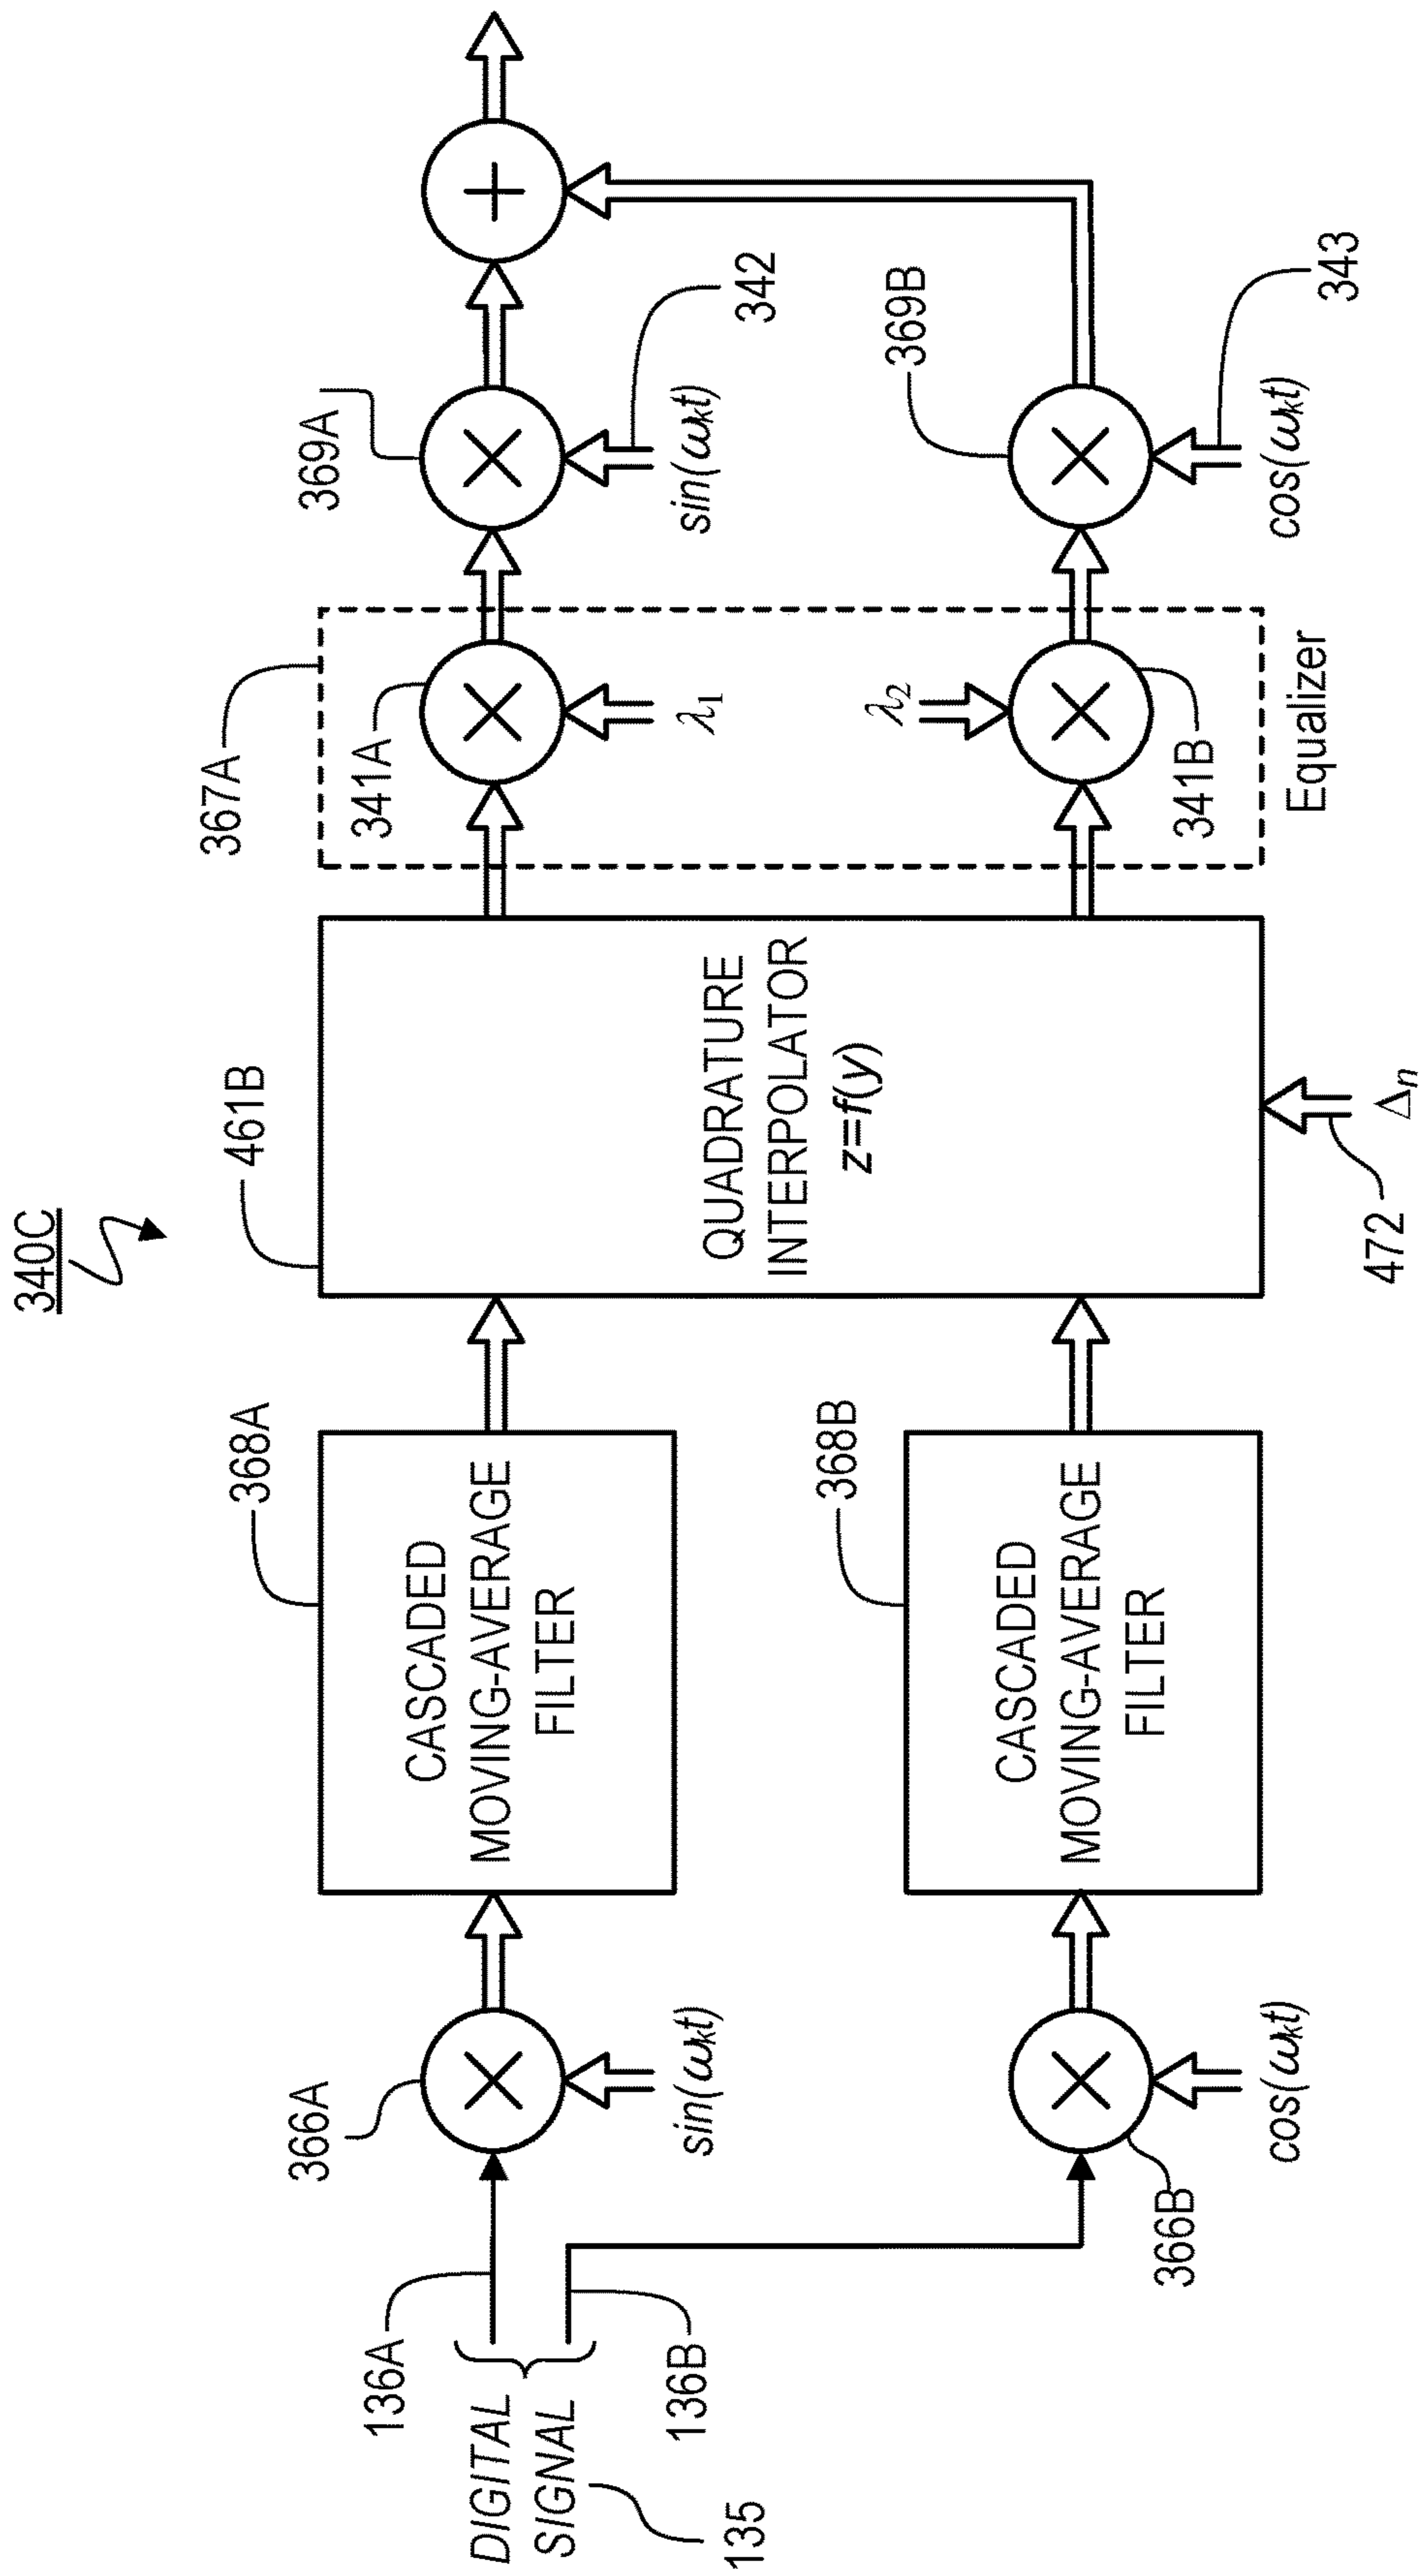 340C
DIGITAL
SIGNAL
135
136A
136B
366A
sin(ωkt)
366B
cos(ωkt)
368A
CASCADED
MOVING-AVERAGE
FILTER
368B
CASCADED
MOVING-AVERAGE
FILTER
461B
QUADRATURE
INTERPOLATOR
z=f(y)
472
Δn
367A
341A
λ1
λ2
341B
Equalizer
369A
sin(ωkt)
342
369B
cos(ωkt)
343